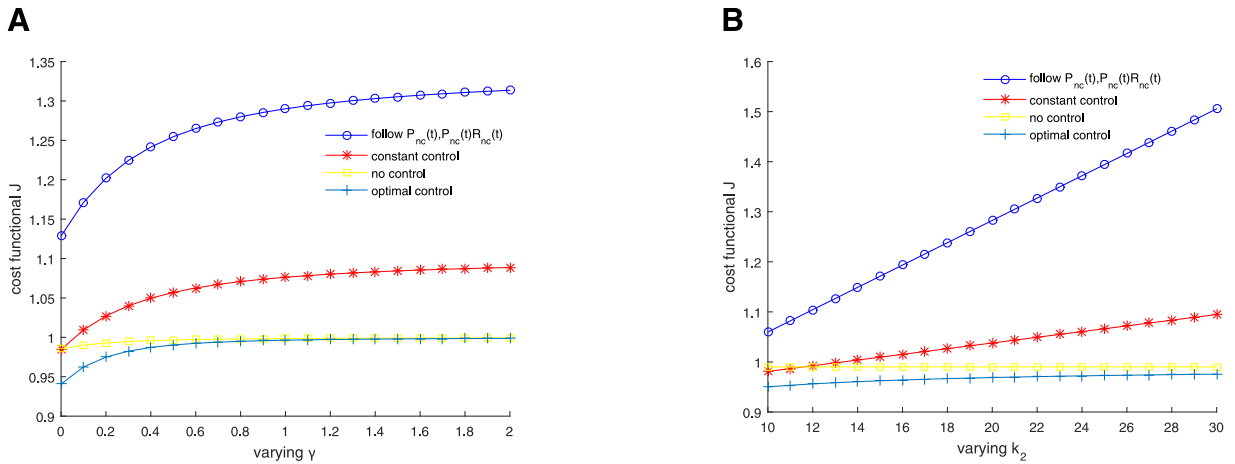 A
1.35
1.3
1.25
1.2
1.15
1.1
1.05
1
0.95
0.9
cost functional J
0 0.2 0.4 0.6 0.8 1 1.2 1.4 1.6 1.8 2
varying γ
follow P_nc(t),P_nc(t)R_nc(t)
constant control
no control
optimal control
B
1.6
1.5
1.4
1.3
1.2
1.1
1
0.9
cost functional J
10 12 14 16 18 20 22 24 26 28 30
varying k_2
follow P_nc(t),P_nc(t)R_nc(t)
constant control
no control
optimal control